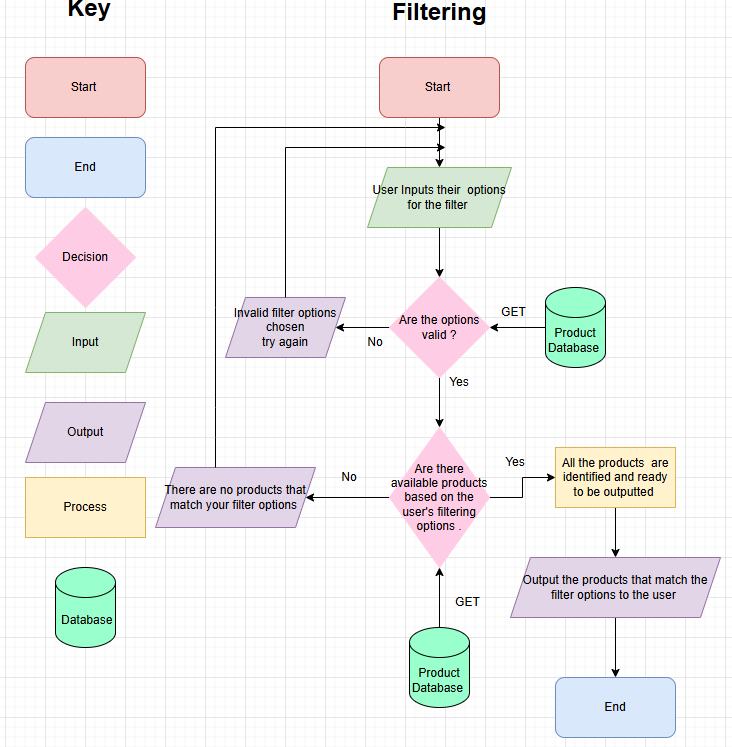 Key
Start
End
Decision
Input
Output
Process
Database
Filtering
Start
User Inputs their options
for the filter
Are the options
valid ?
GET
Product
Database
No
Invalid filter options
chosen
try again
Yes
Are there
available products
based on the
user's filtering
options .
No
There are no products that
match your filter options
GET
Product
Database
Yes
All the products are
identified and ready
to be outputted
Output the products that match the
filter options to the user
End